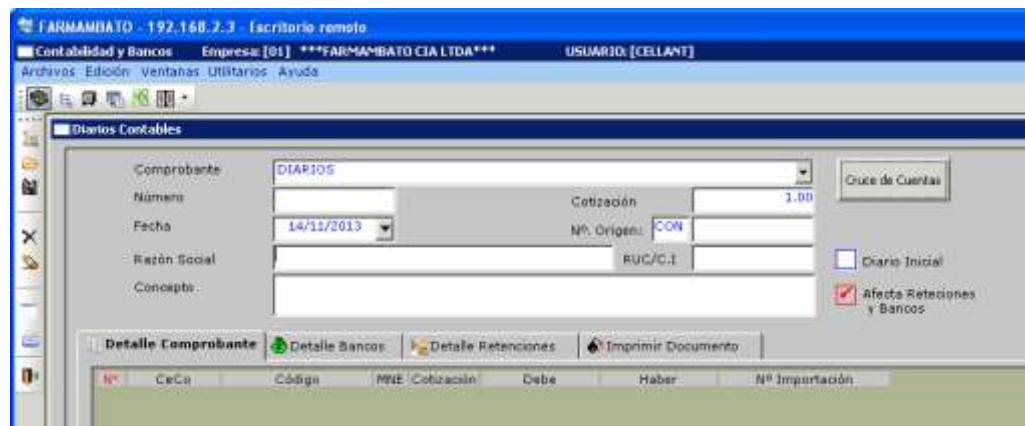 FARMAMBATO - 192.168.2.3 - Escritorio remoto
Contabilidad y Bancos Empresa: [01] ***FARMAMBATO CIA LTDA*** USUARIO: [CELLANT]
Archivos Edición Ventanas Utilitarios Ayuda
Diarios Contables
Comprobante DIARIOS Cruce de Cuentas
Número Cotización 1.00
Fecha 14/11/2013 Nº. Origen: CON
Razón Social RUC/C.I Diario Inicial
Concepto Afecta Reteciones
y Bancos
Detalle Comprobante Detalle Bancos Detalle Retenciones Imprimir Documento
Nº CeCo Código MNE Cotización Debe Haber Nº Importación